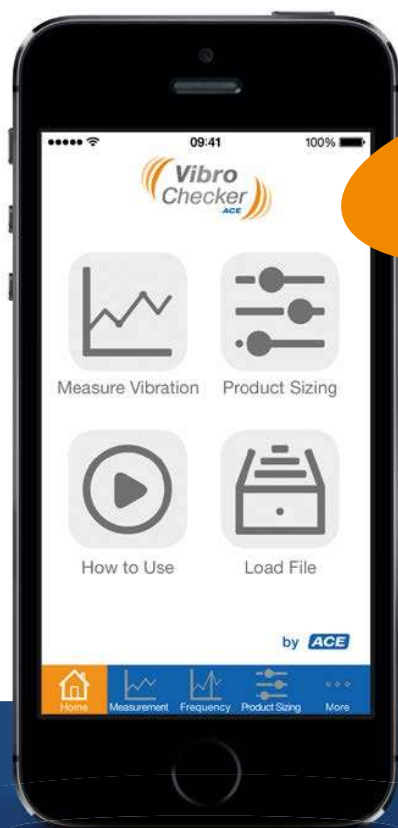 09:41
100%
Vibro
Checker
ACE
Measure Vibration
Product Sizing
How to Use
Load File
by ACE
Home
Measurement
Frequency
Product Sizing
More